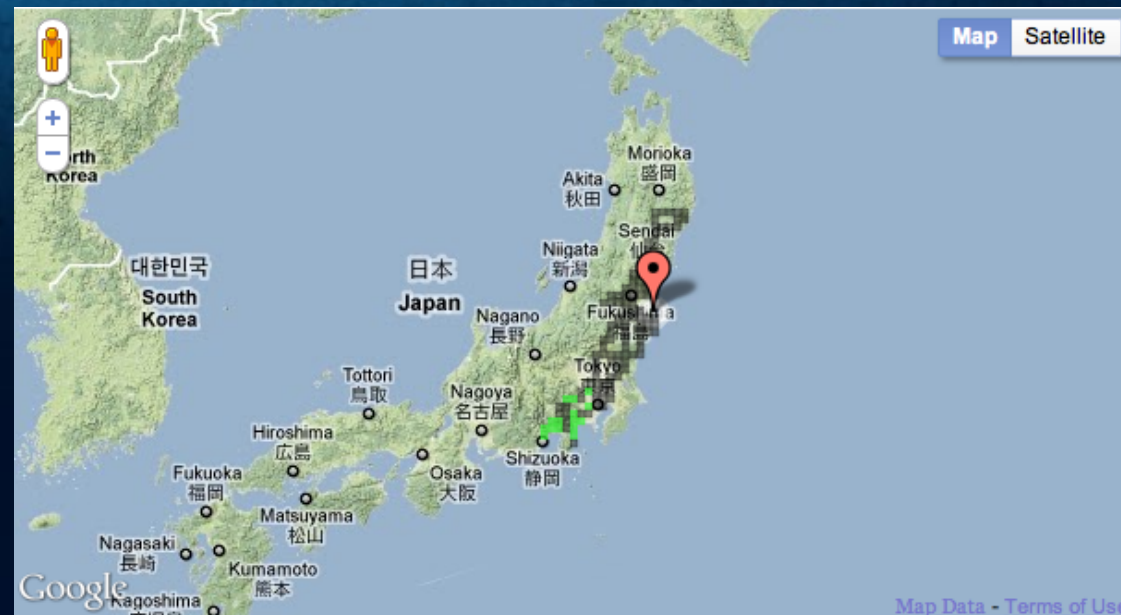 Map
Satellite
+
−
North
Korea
Morioka
盛岡
Akita
秋田
Sendai
仙台
Niigata
新潟
대한민국
South
Korea
日本
Japan
Fukushima
福島
Nagano
長野
Tokyo
東京
Tottori
鳥取
Nagoya
名古屋
Hiroshima
広島
Shizuoka
静岡
Osaka
大阪
Fukuoka
福岡
Matsuyama
松山
Nagasaki
長崎
Kumamoto
熊本
Google
Kagoshima
Map Data - Terms of Use